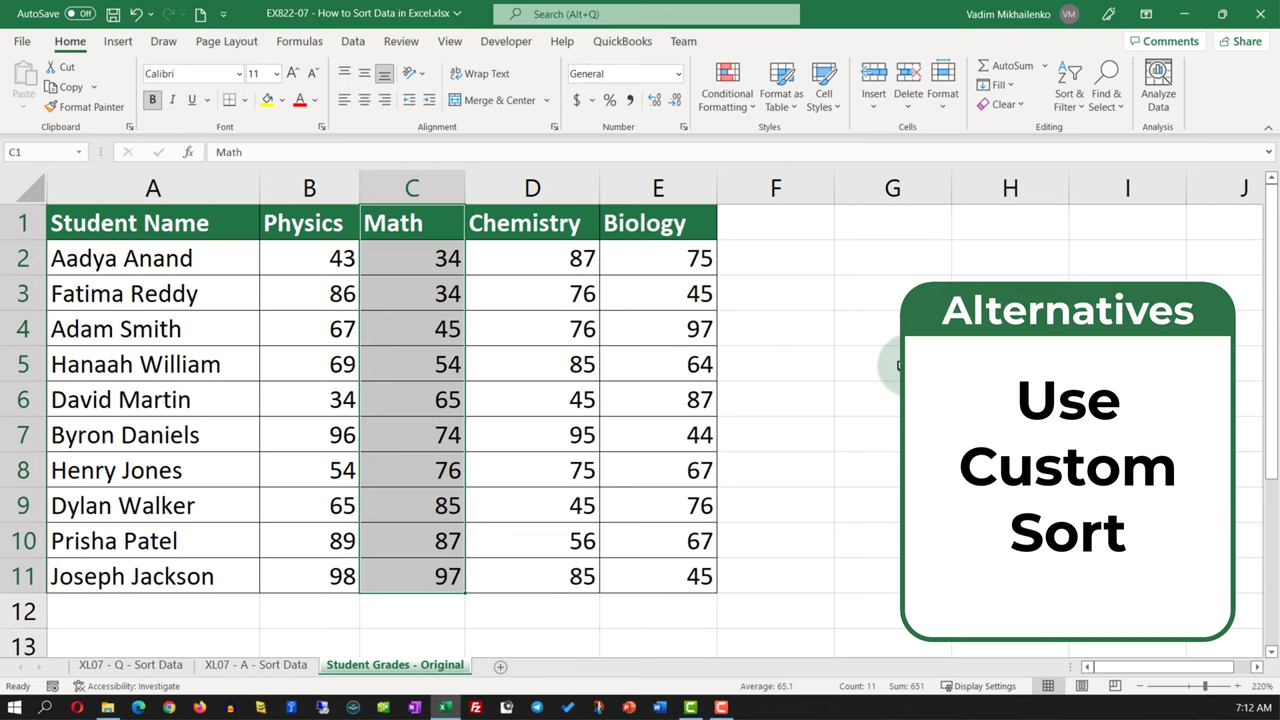 AutoSave Off EX822-07 - How to Sort Data in Excel.xlsx Search (Alt+Q) Vadim Mikhailenko VM
File Home Insert Draw Page Layout Formulas Data Review View Developer Help QuickBooks Team Comments Share
Paste Cut Copy Format Painter
Calibri 11
B I U
Wrap Text
Merge & Center
General
$ % ,
Conditional Formatting Format as Table Cell Styles
Insert Delete Format
AutoSum Fill Clear
Sort & Filter Find & Select
Analyze Data
Clipboard Font Alignment Number Styles Cells Editing Analysis
C1 fx Math
A B C D E F G H I J
1 Student Name Physics Math Chemistry Biology
2 Aadya Anand 43 34 87 75
3 Fatima Reddy 86 34 76 45
4 Adam Smith 67 45 76 97
5 Hanaah William 69 54 85 64
6 David Martin 34 65 45 87
7 Byron Daniels 96 74 95 44
8 Henry Jones 54 76 75 67
9 Dylan Walker 65 85 45 76
10 Prisha Patel 89 87 56 67
11 Joseph Jackson 98 97 85 45
12
13
Alternatives
Use
Custom
Sort
XL07 - Q - Sort Data XL07 - A - Sort Data Student Grades - Original
Ready Accessibility: Investigate Average: 65.1 Count: 11 Sum: 651 Display Settings 220%
7:12 AM